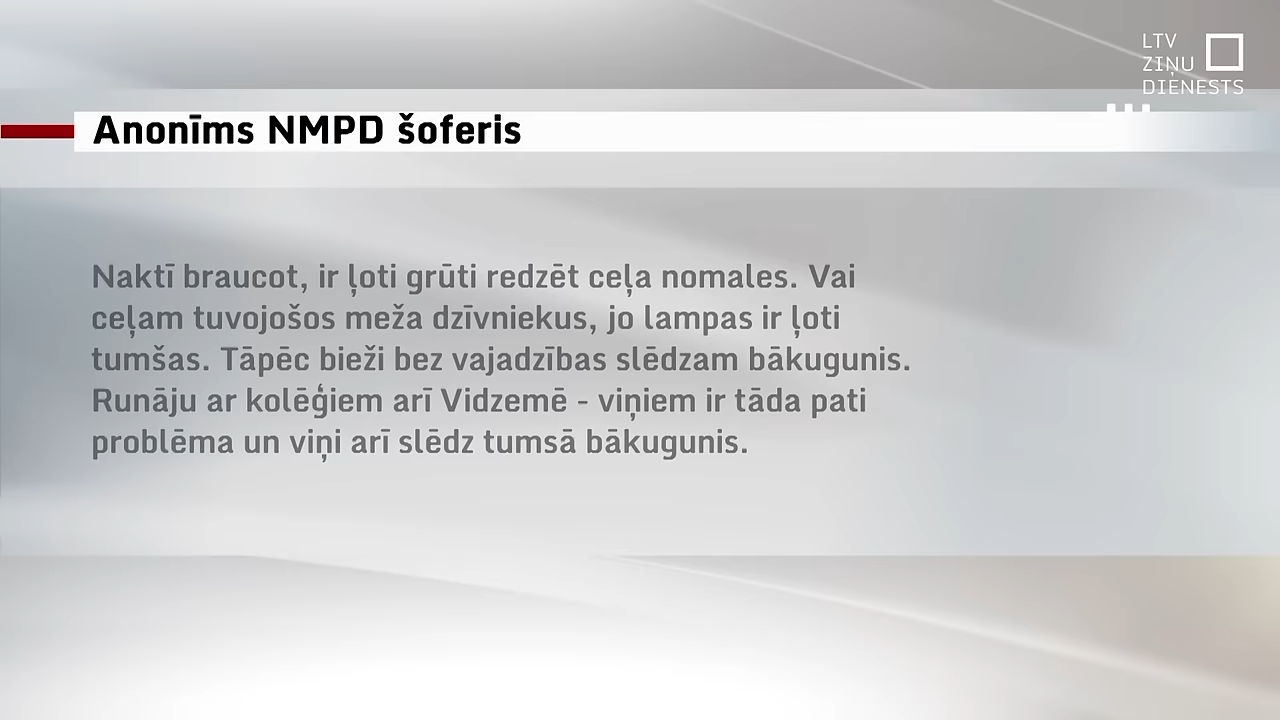 LTV
ZIŅU
DIENESTS
Anonīms NMPD šoferis
Naktī braucot, ir ļoti grūti redzēt ceļa nomales. Vai
ceļam tuvojošos meža dzīvniekus, jo lampas ir ļoti
tumšas. Tāpēc bieži bez vajadzības slēdzam bākugunis.
Runāju ar kolēģiem arī Vidzemē - viņiem ir tāda pati
problēma un viņi arī slēdz tumsā bākugunis.